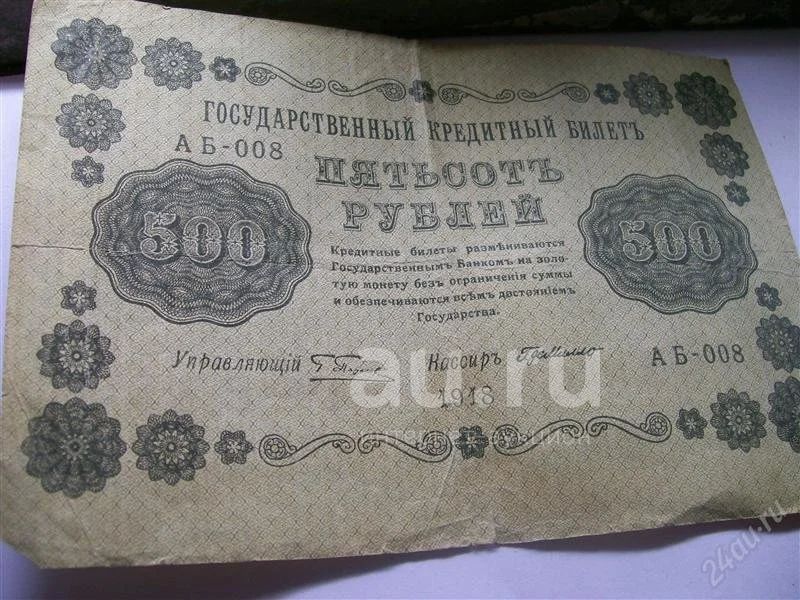 ГОСУДАРСТВЕННЫЙ КРЕДИТНЫЙ БИЛЕТЪ
АБ-008
ПЯТЬСОТЪ
РУБЛЕЙ
500
500
Кредитные билеты размѣниваются
Государственнымъ Банкомъ на золо-
тую монету безъ ограниченія суммы
и обезпечиваются всѣмъ достояніемъ
Государства.
Управляющій
Кассиръ
АБ-008
1918
au.ru
24au.ru